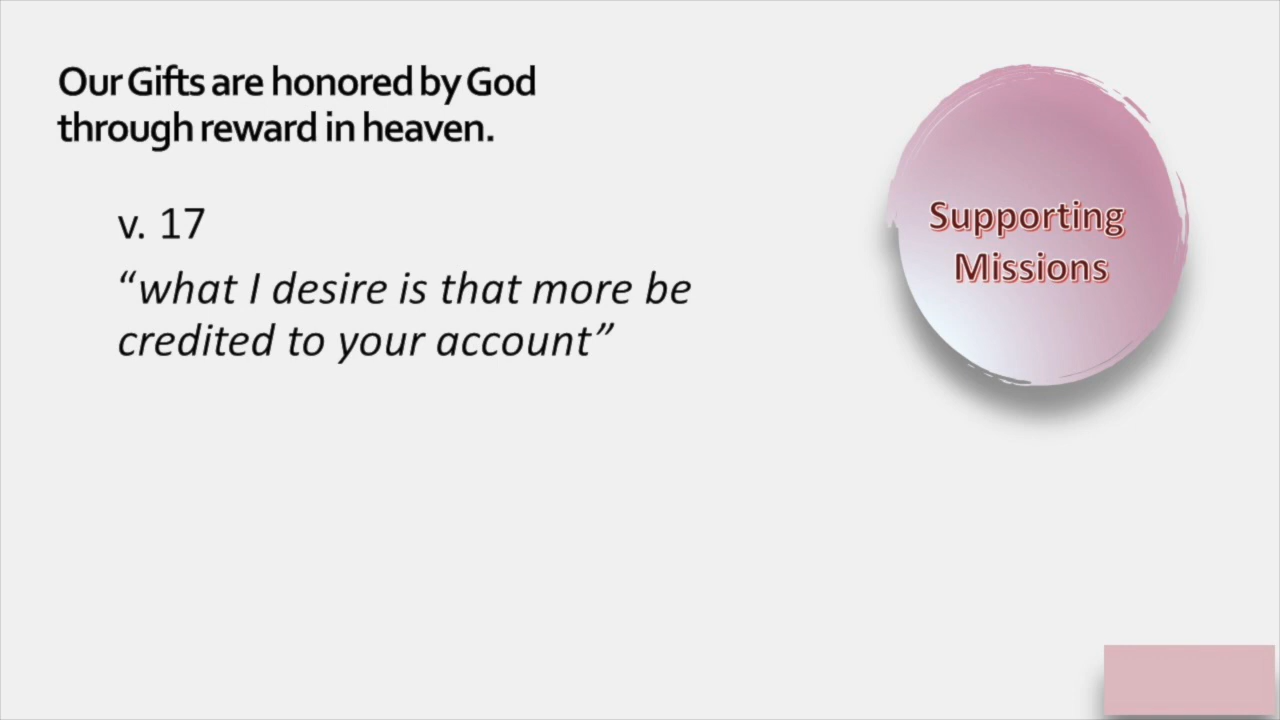 Our Gifts are honored by God
through reward in heaven.
v. 17
“what I desire is that more be
credited to your account”
Supporting
Missions